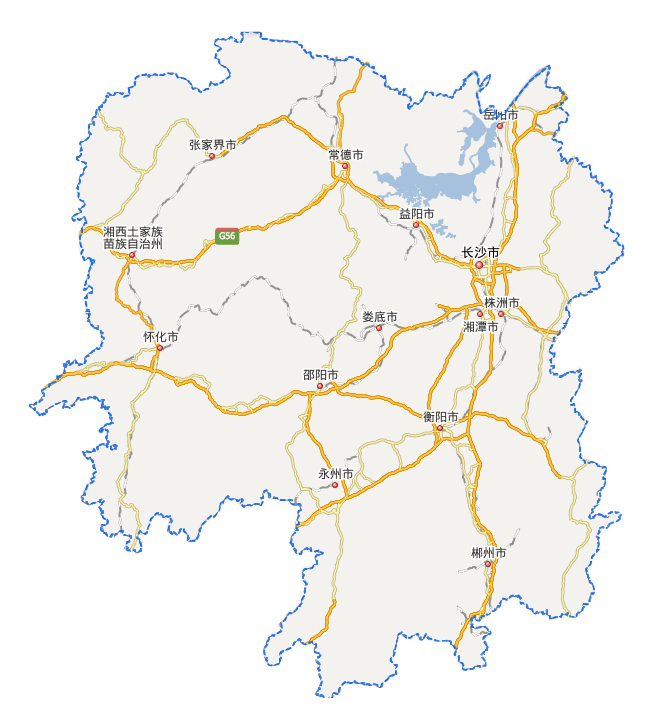 岳阳市
张家界市
常德市
益阳市
湘西土家族
苗族自治州
G56
长沙市
株洲市
娄底市
湘潭市
怀化市
邵阳市
衡阳市
永州市
郴州市